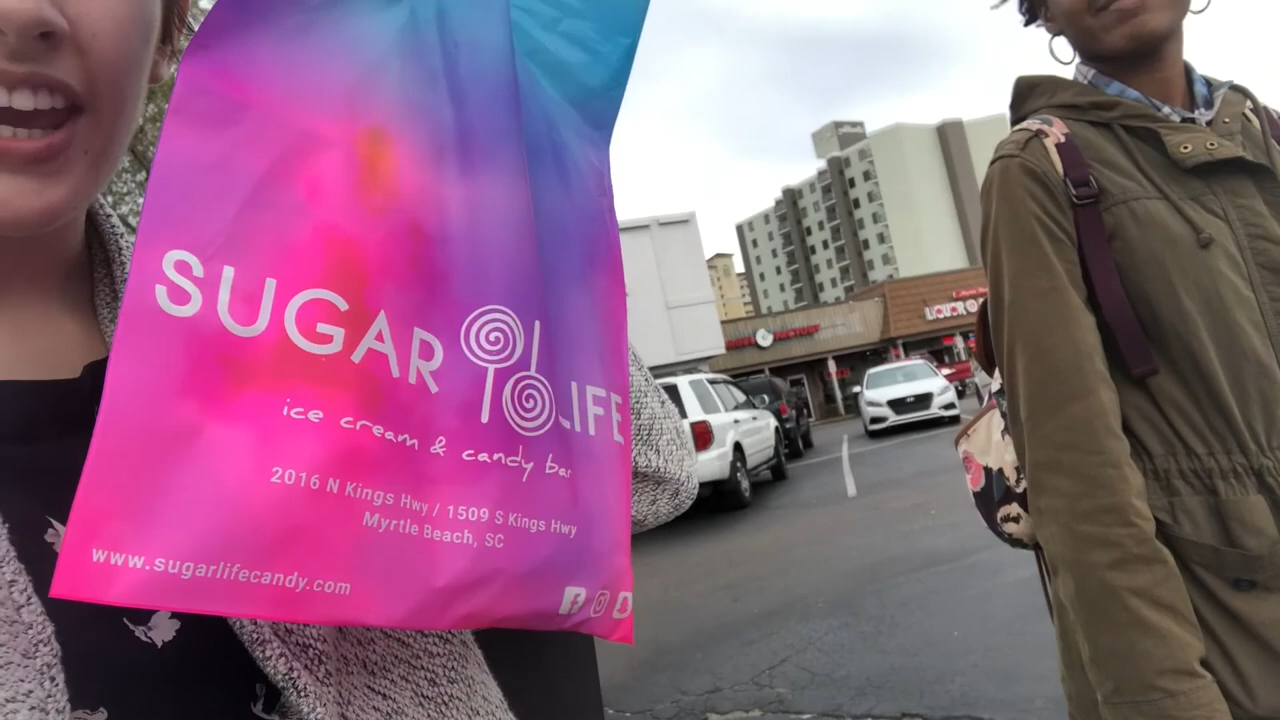 SUGAR LIFE
ice cream & candy bar
2016 N Kings Hwy / 1509 S Kings Hwy
Myrtle Beach, SC
www.sugarlifecandy.com
LIQUOR